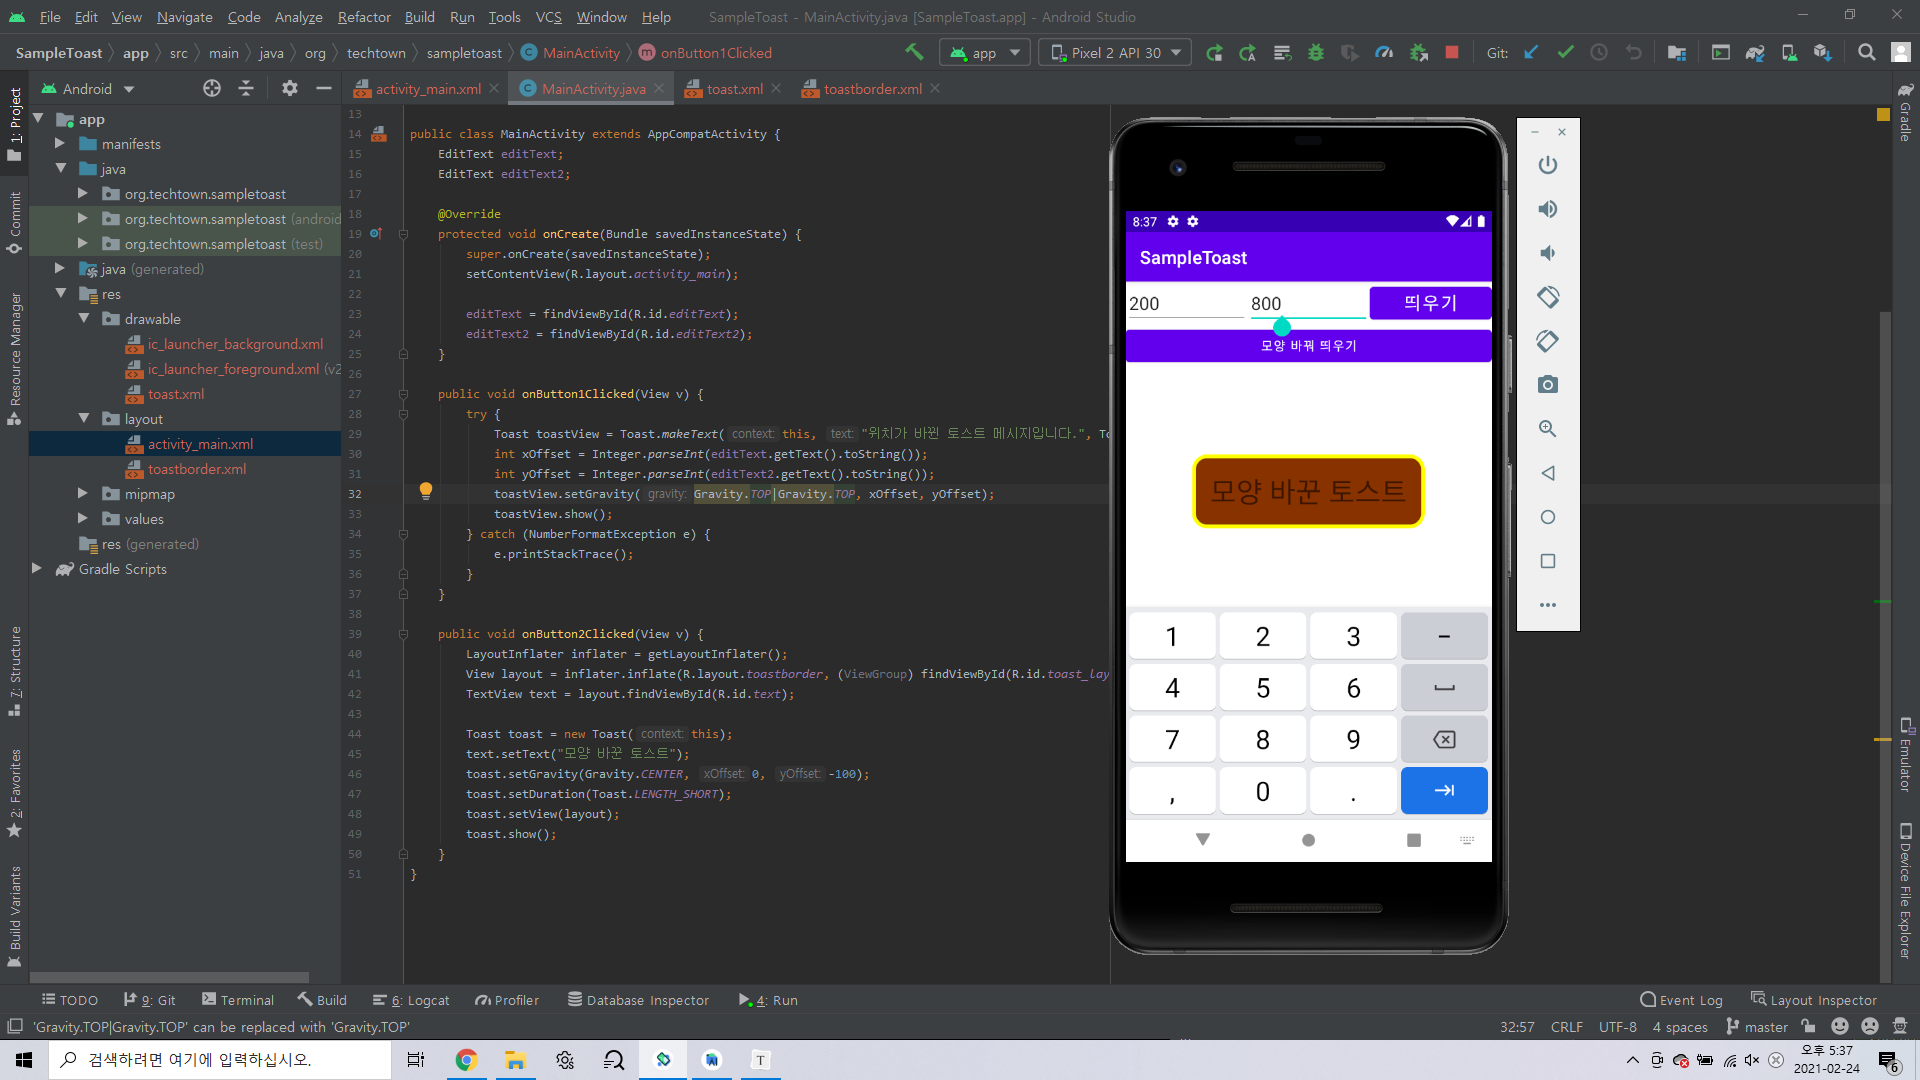 File Edit View Navigate Code Analyze Refactor Build Run Tools VCS Window Help SampleToast - MainActivity.java [SampleToast.app] - Android Studio
SampleToast app src main java org techtown sampletoast MainActivity onButton1Clicked app Pixel 2 API 30 Git:
Android activity_main.xml MainActivity.java toast.xml toastborder.xml
1: Project
Commit
Resource Manager
7: Structure
2: Favorites
Build Variants
app
manifests
java
org.techtown.sampletoast
org.techtown.sampletoast (android
org.techtown.sampletoast (test)
java (generated)
res
drawable
ic_launcher_background.xml
ic_launcher_foreground.xml (v2
toast.xml
layout
activity_main.xml
toastborder.xml
mipmap
values
res (generated)
Gradle Scripts
13
14 public class MainActivity extends AppCompatActivity {
15 EditText editText;
16 EditText editText2;
17
18 @Override
19 protected void onCreate(Bundle savedInstanceState) {
20 super.onCreate(savedInstanceState);
21 setContentView(R.layout.activity_main);
22
23 editText = findViewById(R.id.editText);
24 editText2 = findViewById(R.id.editText2);
25 }
26
27 public void onButton1Clicked(View v) {
28 try {
29 Toast toastView = Toast.makeText( context: this, text: "위치가 바뀐 토스트 메시지입니다.", To
30 int xOffset = Integer.parseInt(editText.getText().toString());
31 int yOffset = Integer.parseInt(editText2.getText().toString());
32 toastView.setGravity( gravity: Gravity.TOP|Gravity.TOP, xOffset, yOffset);
33 toastView.show();
34 } catch (NumberFormatException e) {
35 e.printStackTrace();
36 }
37 }
38
39 public void onButton2Clicked(View v) {
40 LayoutInflater inflater = getLayoutInflater();
41 View layout = inflater.inflate(R.layout.toastborder, (ViewGroup) findViewById(R.id.toast_lay
42 TextView text = layout.findViewById(R.id.text);
43
44 Toast toast = new Toast( context: this);
45 text.setText("모양 바꾼 토스트");
46 toast.setGravity(Gravity.CENTER, xOffset: 0, yOffset: -100);
47 toast.setDuration(Toast.LENGTH_SHORT);
48 toast.setView(layout);
49 toast.show();
50 }
51 }
8:37
SampleToast
200 800 띄우기
모양 바꿔 띄우기
모양 바꾼 토스트
1 2 3 -
4 5 6
7 8 9
, 0 .
Gradle
Emulator
Device File Explorer
TODO 9: Git Terminal Build 6: Logcat Profiler Database Inspector 4: Run Event Log Layout Inspector
'Gravity.TOP|Gravity.TOP' can be replaced with 'Gravity.TOP' 32:57 CRLF UTF-8 4 spaces master
검색하려면 여기에 입력하십시오. T 오후 5:37
2021-02-24 6